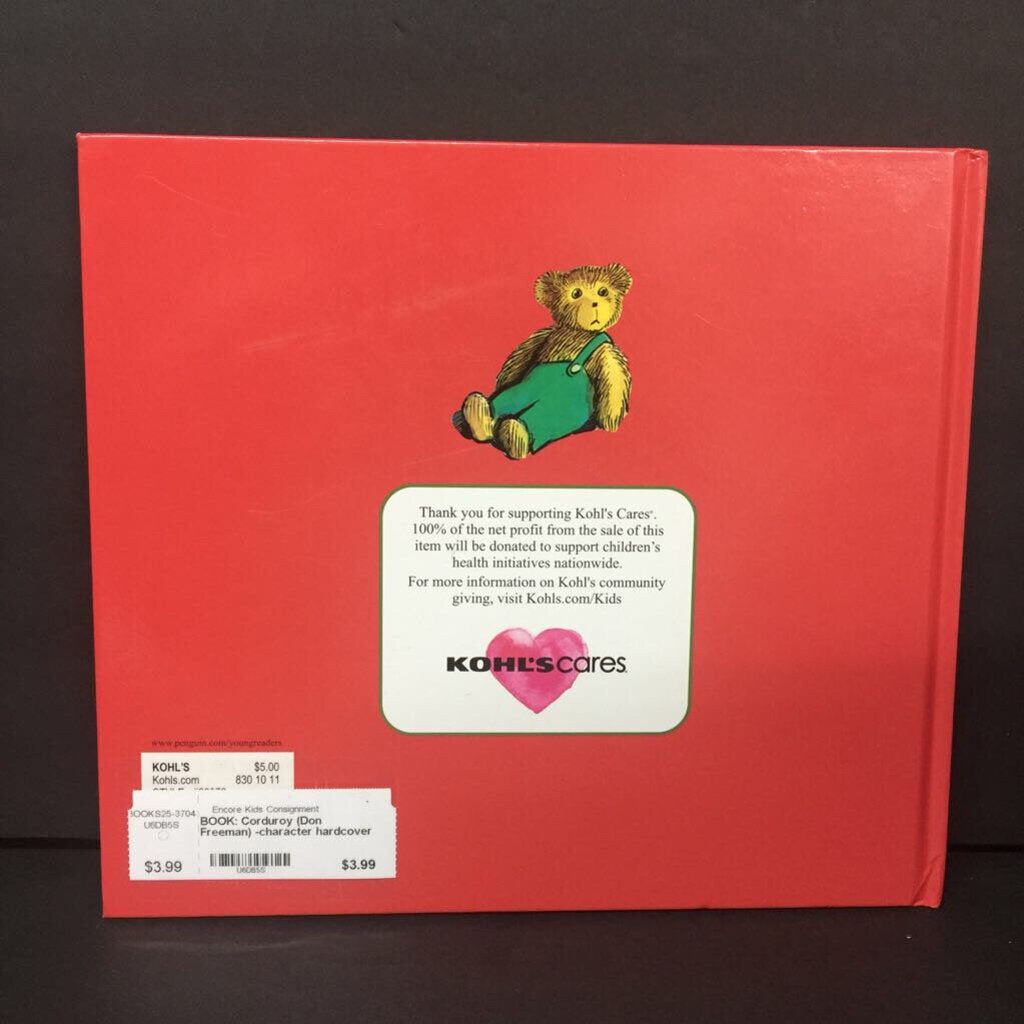 Thank you for supporting Kohl's Cares®.
100% of the net profit from the sale of this
item will be donated to support children's
health initiatives nationwide.
For more information on Kohl's community
giving, visit Kohls.com/Kids
KOHL'S cares.
www.penguin.com/youngreaders
KOHL'S $5.00
Kohls.com 830 10 11
BOOKS25-3704
U6DB5S
$3.99
Encore Kids Consignment
BOOK: Corduroy (Don
Freeman) -character hardcover
U6DB5S
$3.99